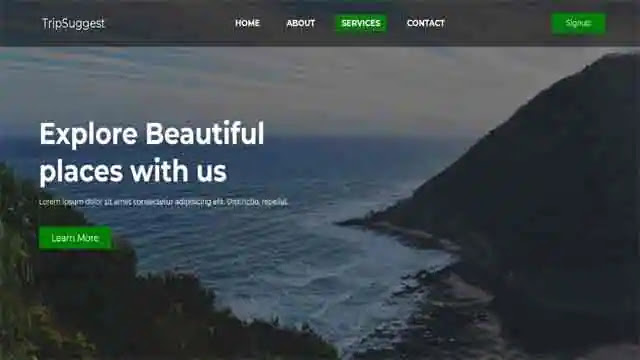 TripSuggest
HOME ABOUT SERVICES CONTACT
Signup
Explore Beautiful
places with us
Lorem ipsum dolor sit amet consectetur adipisicing elit. Distinctio, repellat.
Learn More